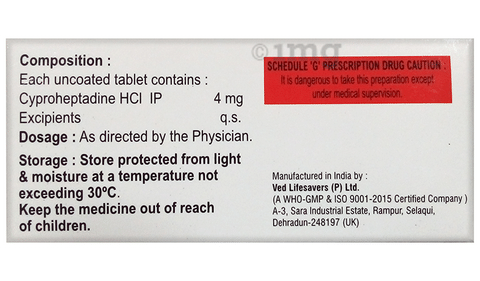 ©1mg
Composition :
Each uncoated tablet contains :
Cyproheptadine HCl IP 4 mg
Excipients q.s.
Dosage : As directed by the Physician.
Storage : Store protected from light
& moisture at a temperature not
exceeding 30ºC.
Keep the medicine out of reach
of children.
SCHEDULE 'G' PRESCRIPTION DRUG CAUTION :
It is dangerous to take this preparation except
under medical supervision.
Manufactured in India by :
Ved Lifesavers (P) Ltd.
(A WHO-GMP & ISO 9001-2015 Certified Company )
A-3, Sara Industrial Estate, Rampur, Selaqui,
Dehradun-248197 (UK)